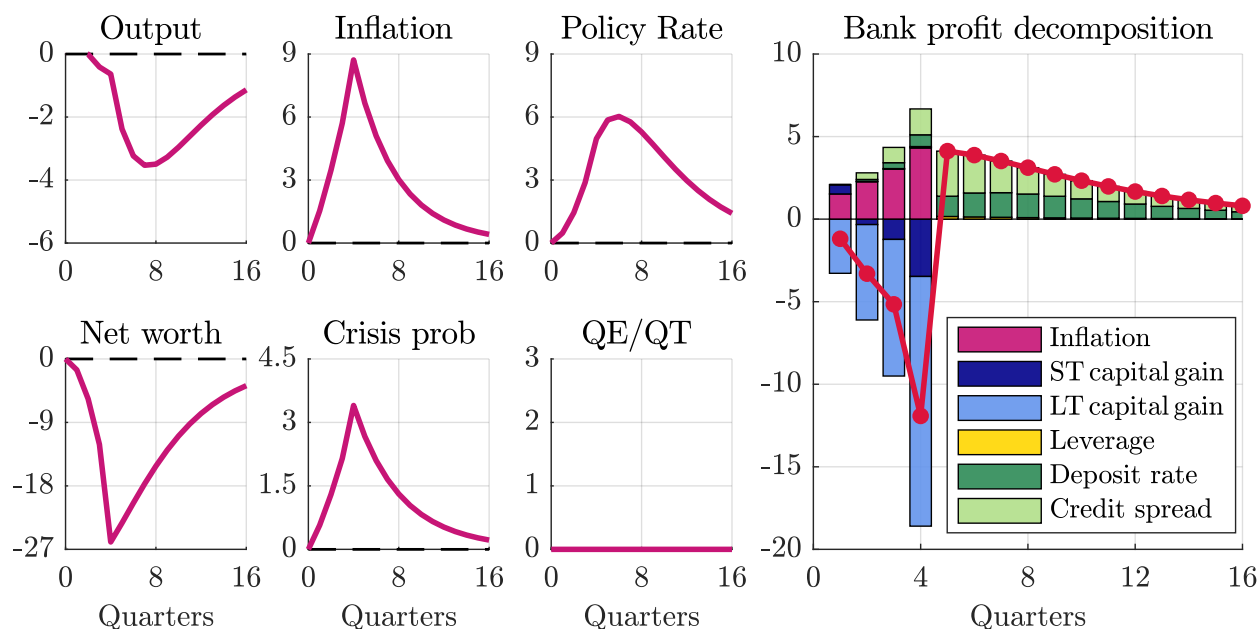 Output
0
-2
-4
-6
0 8 16
Inflation
9
6
3
0
0 8 16
Policy Rate
9
6
3
0
0 8 16
Net worth
0
-9
-18
-27
0 8 16
Quarters
Crisis prob
4.5
3
1.5
0
0 8 16
Quarters
QE/QT
3
2
1
0
0 8 16
Quarters
Bank profit decomposition
10
5
0
-5
-10
-15
-20
0 4 8 12 16
Quarters
Inflation
ST capital gain
LT capital gain
Leverage
Deposit rate
Credit spread